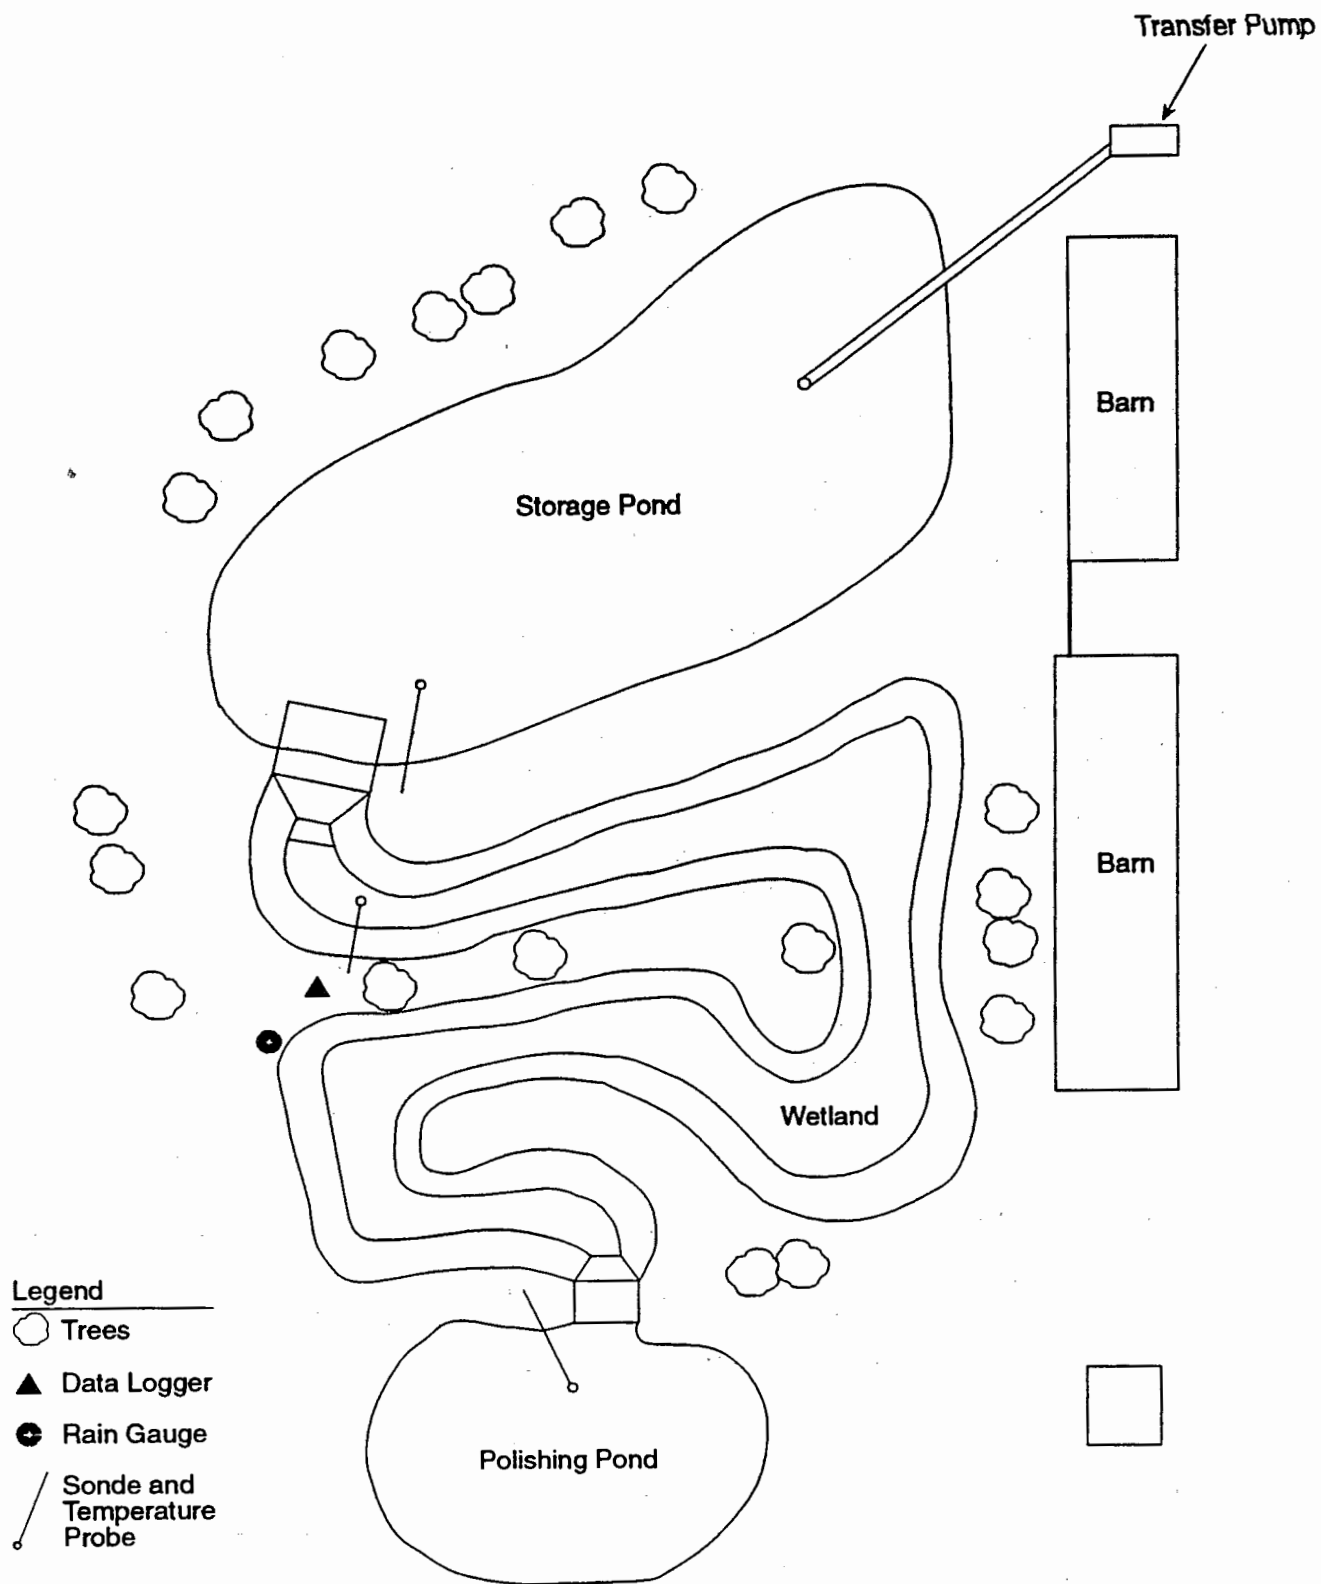 Transfer Pump
Barn
Storage Pond
Barn
Wetland
Legend
Trees
Data Logger
Rain Gauge
Sonde and
Temperature
Probe
Polishing Pond